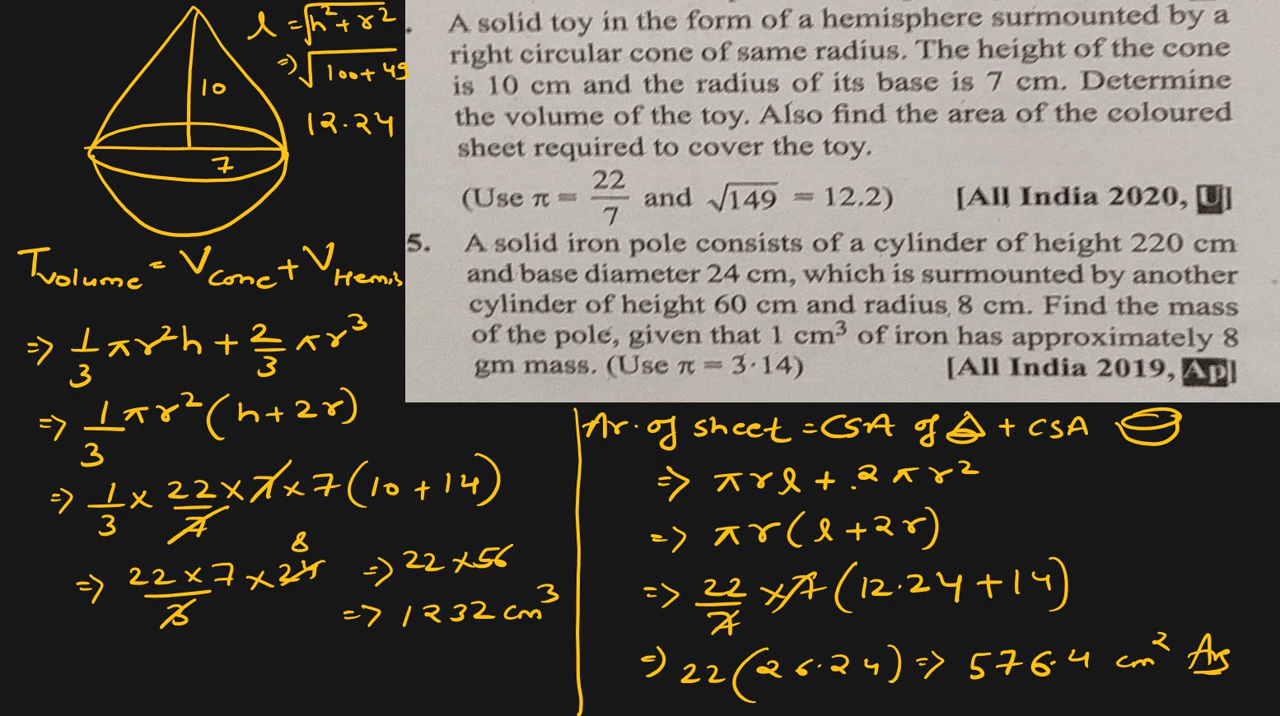 l = √h² + r²
⇒ √100 + 49
12.24
10
7
A solid toy in the form of a hemisphere surmounted by a
right circular cone of same radius. The height of the cone
is 10 cm and the radius of its base is 7 cm. Determine
the volume of the toy. Also find the area of the coloured
sheet required to cover the toy.
(Use π = 22/7 and √149 = 12.2) [All India 2020, U]
5. A solid iron pole consists of a cylinder of height 220 cm
and base diameter 24 cm, which is surmounted by another
cylinder of height 60 cm and radius 8 cm. Find the mass
of the pole, given that 1 cm³ of iron has approximately 8
gm mass. (Use π = 3·14) [All India 2019, Ap]
Tvolume = Vcone + VHemis
⇒ 1/3 πr²h + 2/3 πr³
⇒ 1/3 πr² (h + 2r)
⇒ 1/3 × 22/7 × 7 × 7 (10 + 14)
⇒ 22 × 7 × 24/3 8 ⇒ 22 × 56
⇒ 1232 cm³
Ar. of sheet = CSA of △ + CSA
⇒ πrl + 2πr²
⇒ πr (l + 2r)
⇒ 22/7 × 7 (12.24 + 14)
⇒ 22 (26.24) ⇒ 576.4 cm² Ans